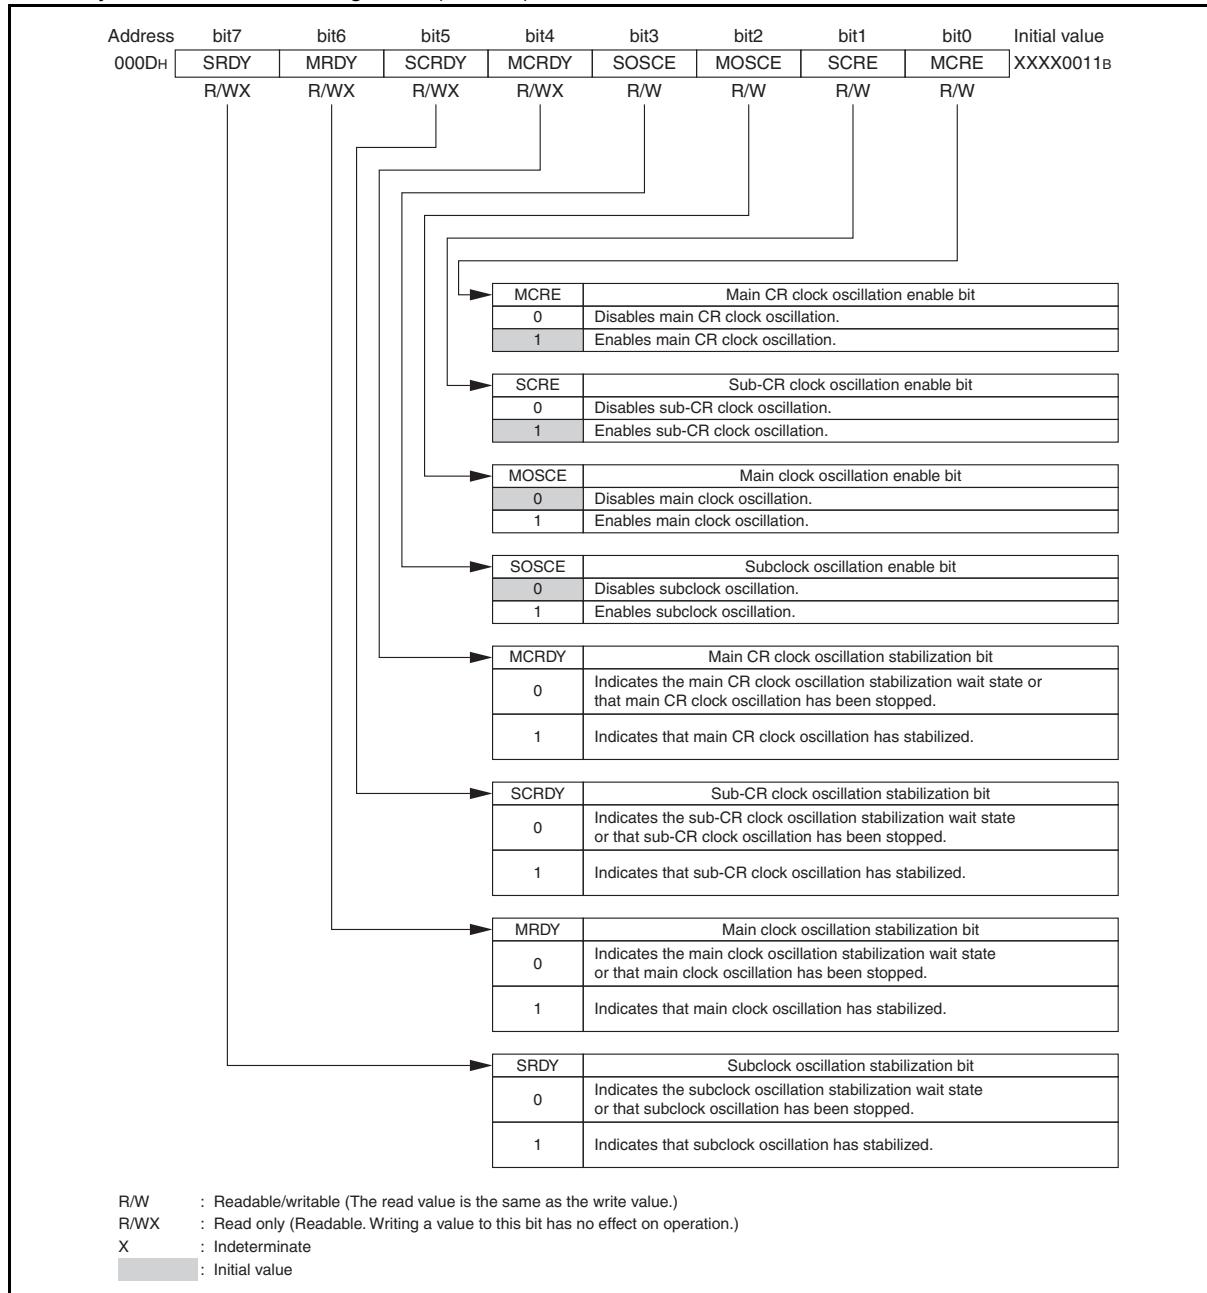 Address bit7 bit6 bit5 bit4 bit3 bit2 bit1 bit0 Initial value
000DH SRDY MRDY SCRDY MCRDY SOSCE MOSCE SCRE MCRE XXXX0011B
R/WX R/WX R/WX R/WX R/W R/W R/W R/W
MCRE Main CR clock oscillation enable bit
0 Disables main CR clock oscillation.
1 Enables main CR clock oscillation.
SCRE Sub-CR clock oscillation enable bit
0 Disables sub-CR clock oscillation.
1 Enables sub-CR clock oscillation.
MOSCE Main clock oscillation enable bit
0 Disables main clock oscillation.
1 Enables main clock oscillation.
SOSCE Subclock oscillation enable bit
0 Disables subclock oscillation.
1 Enables subclock oscillation.
MCRDY Main CR clock oscillation stabilization bit
0 Indicates the main CR clock oscillation stabilization wait state or
that main CR clock oscillation has been stopped.
1 Indicates that main CR clock oscillation has stabilized.
SCRDY Sub-CR clock oscillation stabilization bit
0 Indicates the sub-CR clock oscillation stabilization wait state
or that sub-CR clock oscillation has been stopped.
1 Indicates that sub-CR clock oscillation has stabilized.
MRDY Main clock oscillation stabilization bit
0 Indicates the main clock oscillation stabilization wait state
or that main clock oscillation has been stopped.
1 Indicates that main clock oscillation has stabilized.
SRDY Subclock oscillation stabilization bit
0 Indicates the subclock oscillation stabilization wait state
or that subclock oscillation has been stopped.
1 Indicates that subclock oscillation has stabilized.
R/W : Readable/writable (The read value is the same as the write value.)
R/WX : Read only (Readable. Writing a value to this bit has no effect on operation.)
X : Indeterminate
: Initial value